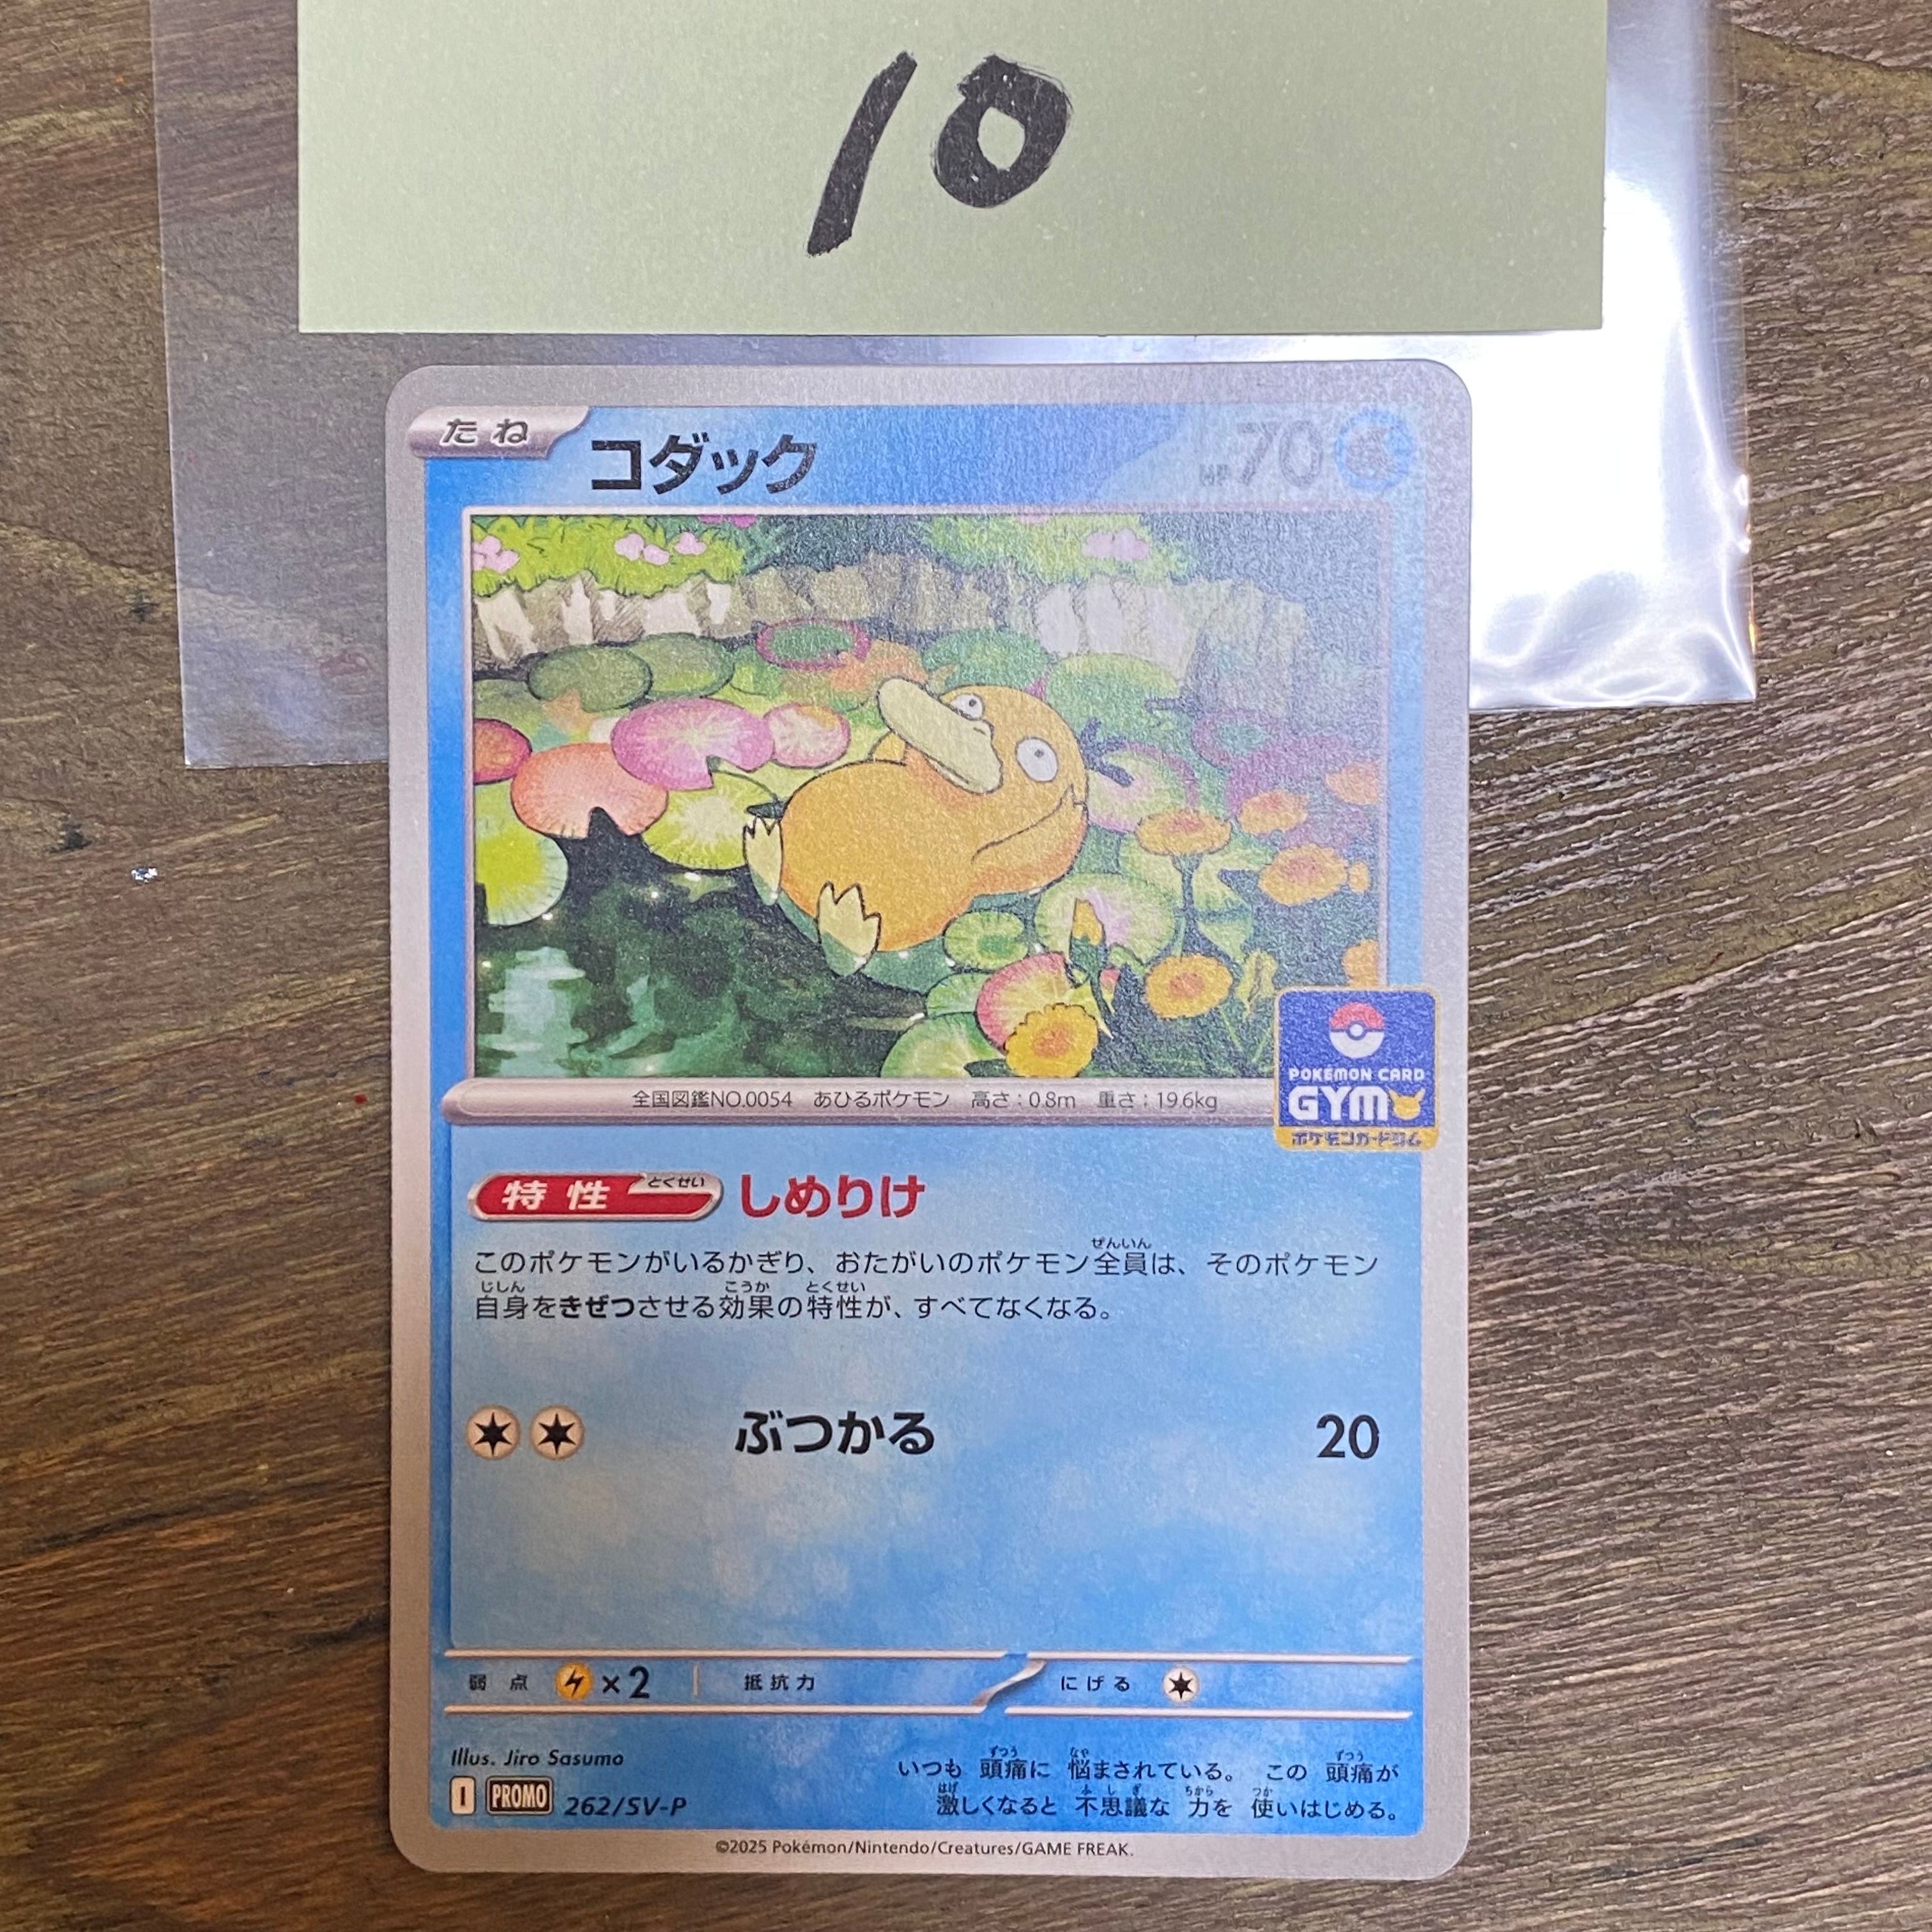 10
たね
コダック
HP70
全国図鑑NO.0054 あひるポケモン 高さ：0.8m 重さ：19.6kg
POKÉMON CARD
GYM
ポケモンカードジム
特性 とくせい しめりけ
ぜんいん
このポケモンがいるかぎり、おたがいのポケモン全員は、そのポケモン
じしん こうか とくせい
自身をきぜつさせる効果の特性が、すべてなくなる。
ぶつかる 20
弱点 ×2 抵抗力 にげる
Illus. Jiro Sasumo
I PROMO 262/SV-P
ずつう なや ずつう
いつも 頭痛に 悩まされている。 この 頭痛が
はげ ふしぎ ちから つか
激しくなると 不思議な 力を 使いはじめる。
©2025 Pokémon/Nintendo/Creatures/GAME FREAK.